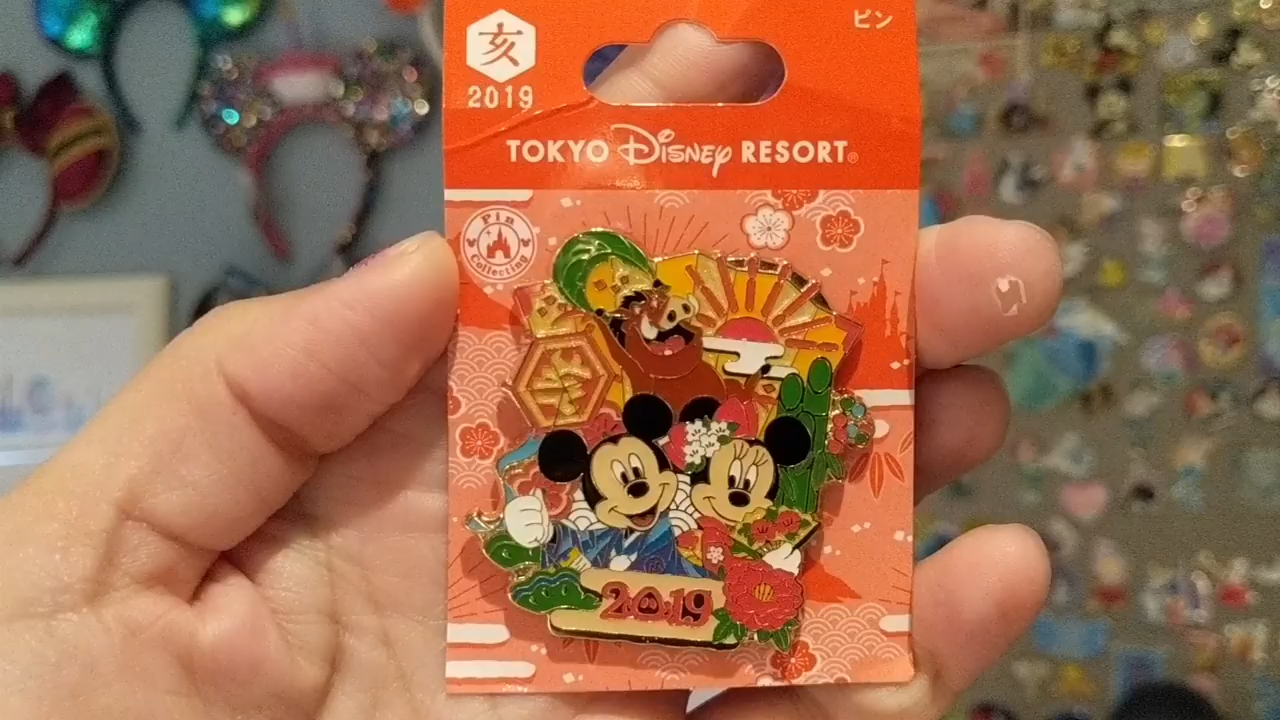 亥
2019
ピン
TOKYO Disney RESORT®
Pin
Collecting
2019